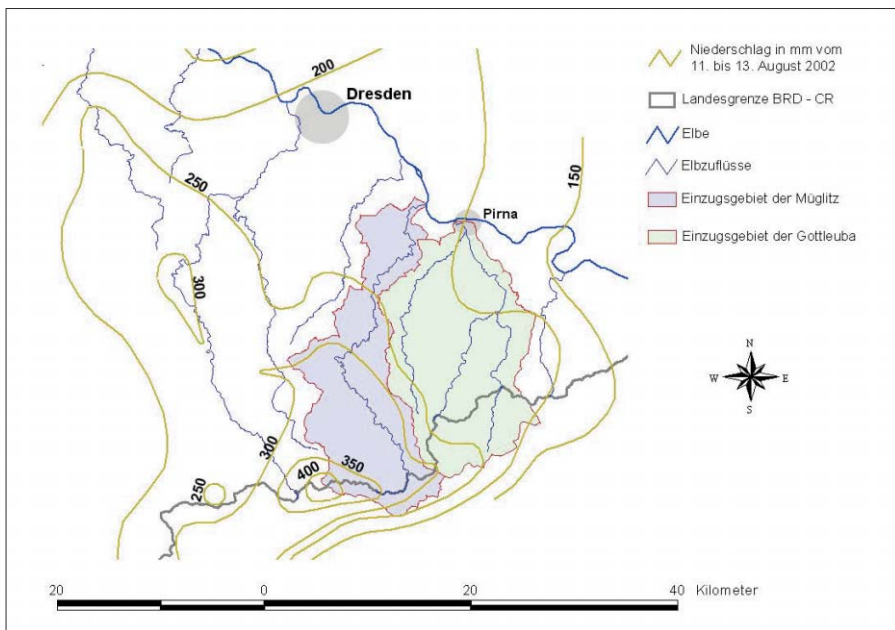 200
Dresden
250
150
Pirna
300
300
350
400
250
Niederschlag in mm vom
11. bis 13. August 2002
Landesgrenze BRD - CR
Elbe
Elbzuflüsse
Einzugsgebiet der Müglitz
Einzugsgebiet der Gottleuba
N
W E
S
20 0 20 40 Kilometer